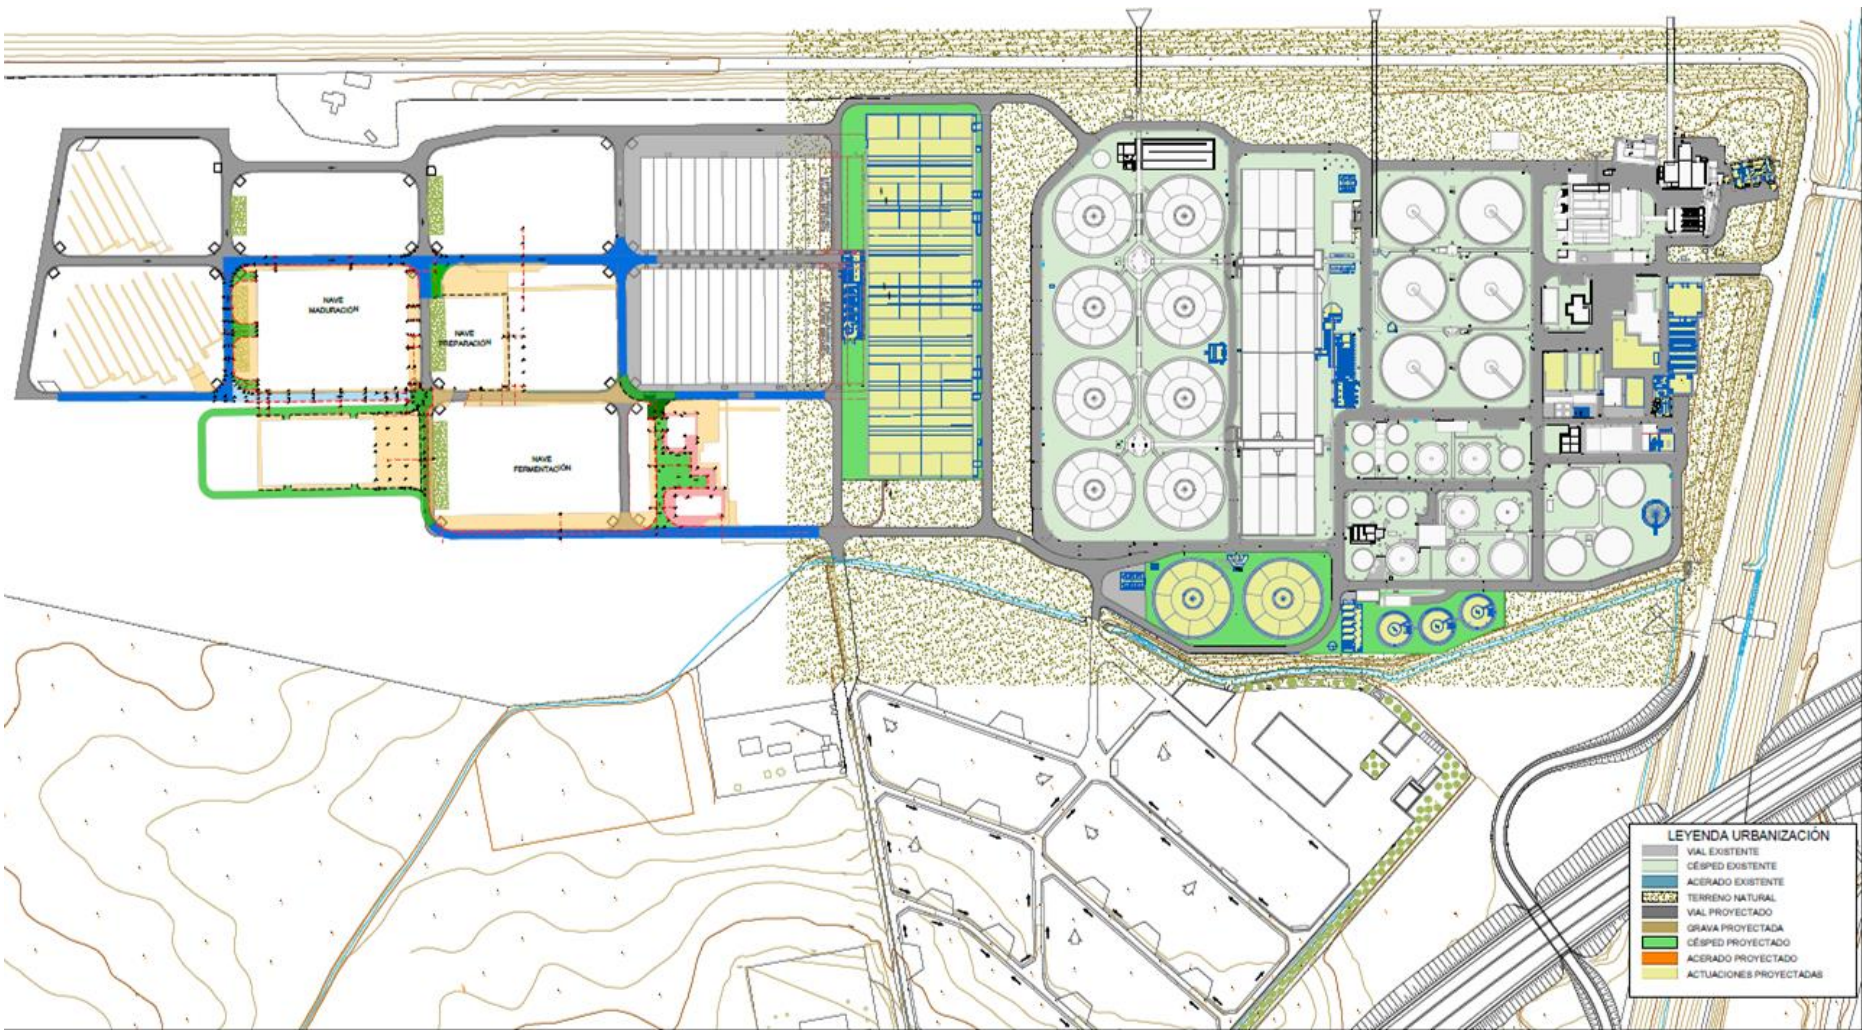 NAVE
MADURACIÓN
NAVE
PREPARACIÓN
NAVE
FERMENTACIÓN
LEYENDA URBANIZACIÓN
VIAL EXISTENTE
CÉSPED EXISTENTE
ACERADO EXISTENTE
TERRENO NATURAL
VIAL PROYECTADO
GRAVA PROYECTADA
CÉSPED PROYECTADO
ACERADO PROYECTADO
ACTUACIONES PROYECTADAS